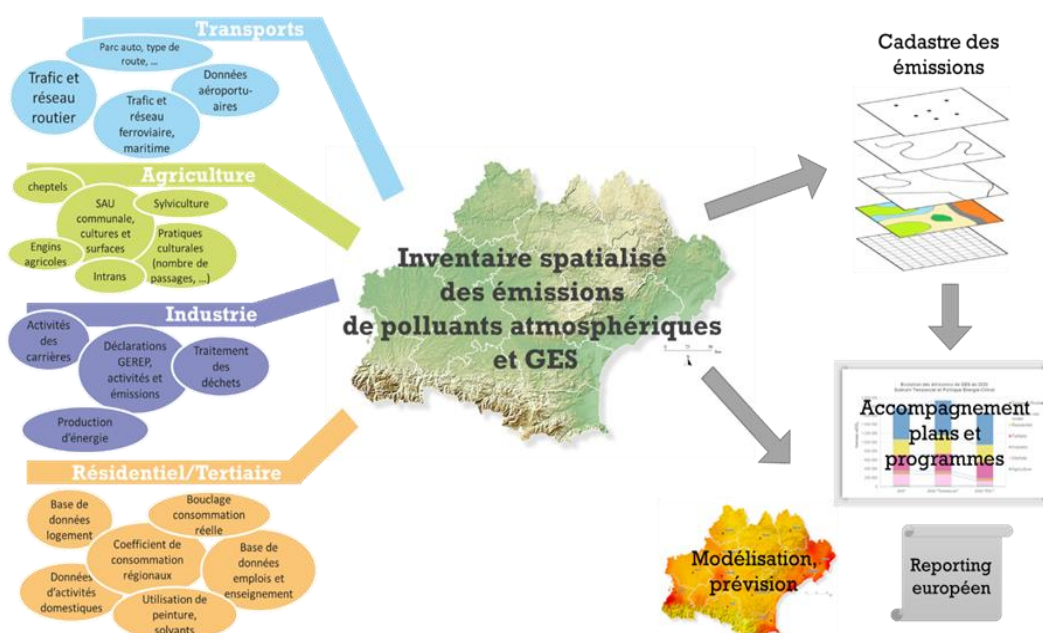 Transports
Parc auto, type de
route, ...
Trafic et
réseau
routier
Données
aéroportu-
aires
Trafic et
réseau
ferroviaire,
maritime
Agriculture
cheptels
SAU
communale,
cultures et
surfaces
Sylviculture
Engins
agricoles
Pratiques
culturales
(nombre de
passages, ...)
Intrans
Industrie
Activités
des
carrières
Déclarations
GEREP,
activités et
émissions
Traitement
des
déchets
Production
d'énergie
Résidentiel/Tertiaire
Base de
données
logement
Bouclage
consommation
réelle
Coefficient de
consommation
régionaux
Base de
données
emplois et
enseignement
Données
d'activités
domestiques
Utilisation de
peinture,
solvants
Inventaire spatialisé
des émissions
de polluants atmosphériques
et GES
Cadastre des
émissions
Accompagnement
plans et
programmes
Modélisation,
prévision
Reporting
européen